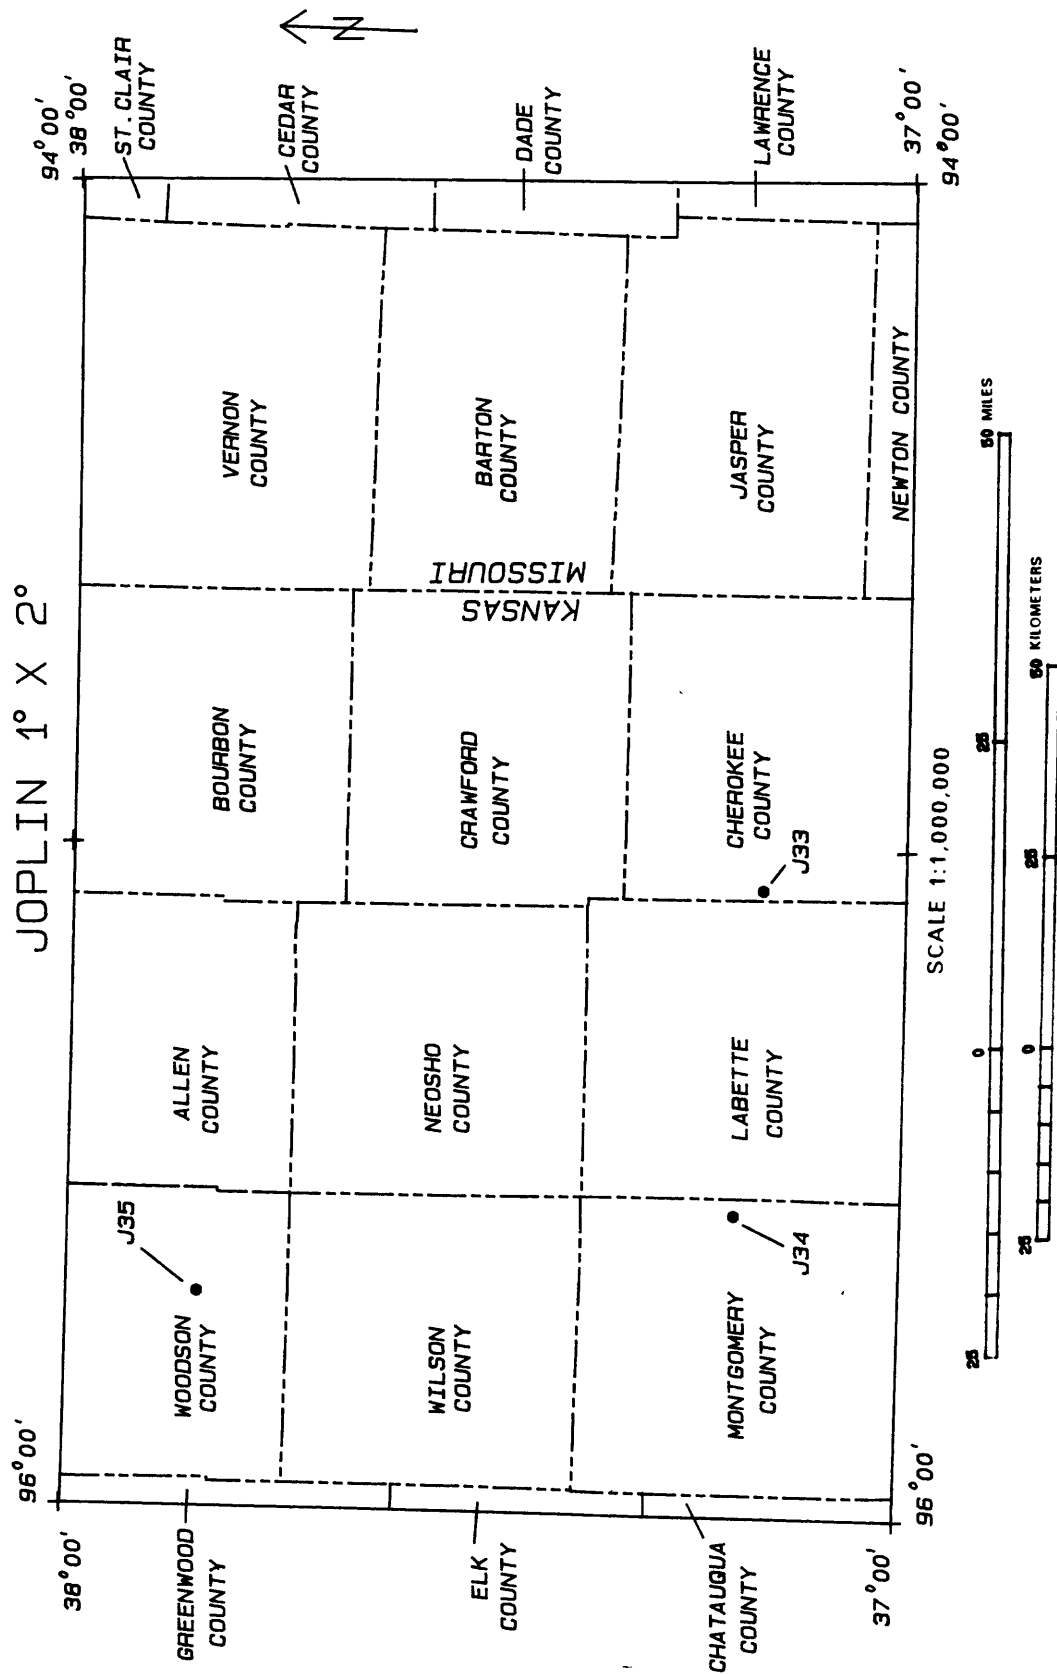 JOPLIN 1° X 2°
96°00'
94°00'
38°00'
38°00'
N
GREENWOOD
COUNTY
WOODSON
COUNTY
J35
ALLEN
COUNTY
BOURBON
COUNTY
VERNON
COUNTY
ST. CLAIR
COUNTY
CEDAR
COUNTY
ELK
COUNTY
WILSON
COUNTY
NEOSHO
COUNTY
CRAWFORD
COUNTY
KANSAS
MISSOURI
BARTON
COUNTY
DADE
COUNTY
CHATAUQUA
COUNTY
MONTGOMERY
COUNTY
J34
LABETTE
COUNTY
CHEROKEE
COUNTY
J33
JASPER
COUNTY
LAWRENCE
COUNTY
NEWTON COUNTY
37°00'
37°00'
96°00'
94°00'
SCALE 1:1,000,000
25
0
25
50 MILES
25
0
25
50 KILOMETERS